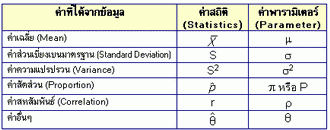 ค่าที่ได้จากข้อมูล ค่าสถิติ (Statistics) ค่าพารามิเตอร์ (Parameter)
ค่าเฉลี่ย (Mean) X̄ μ
ค่าส่วนเบี่ยงเบนมาตรฐาน (Standard Deviation) S σ
ค่าความแปรปรวน (Variance) S² σ²
ค่าสัดส่วน (Proportion) p̂ π หรือ P
ค่าสหสัมพันธ์ (Correlation) r ρ
ค่าอื่นๆ θ̂ θ